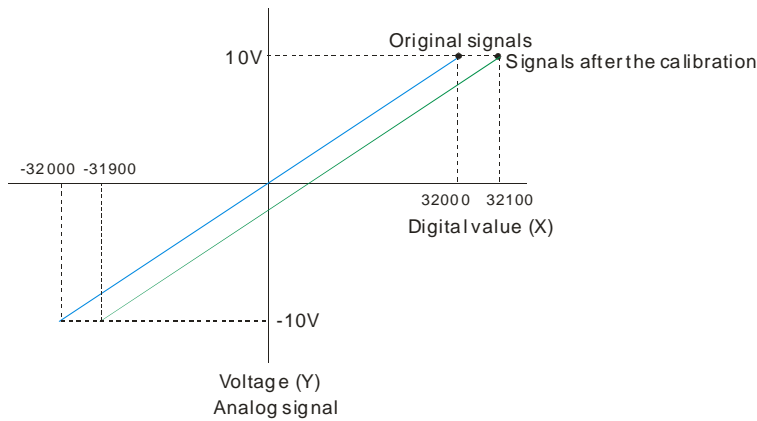 Original signals
10V
Signals after the calibration
-32000 -31900
32000 32100
Digital value (X)
-10V
Voltage (Y)
Analog signal